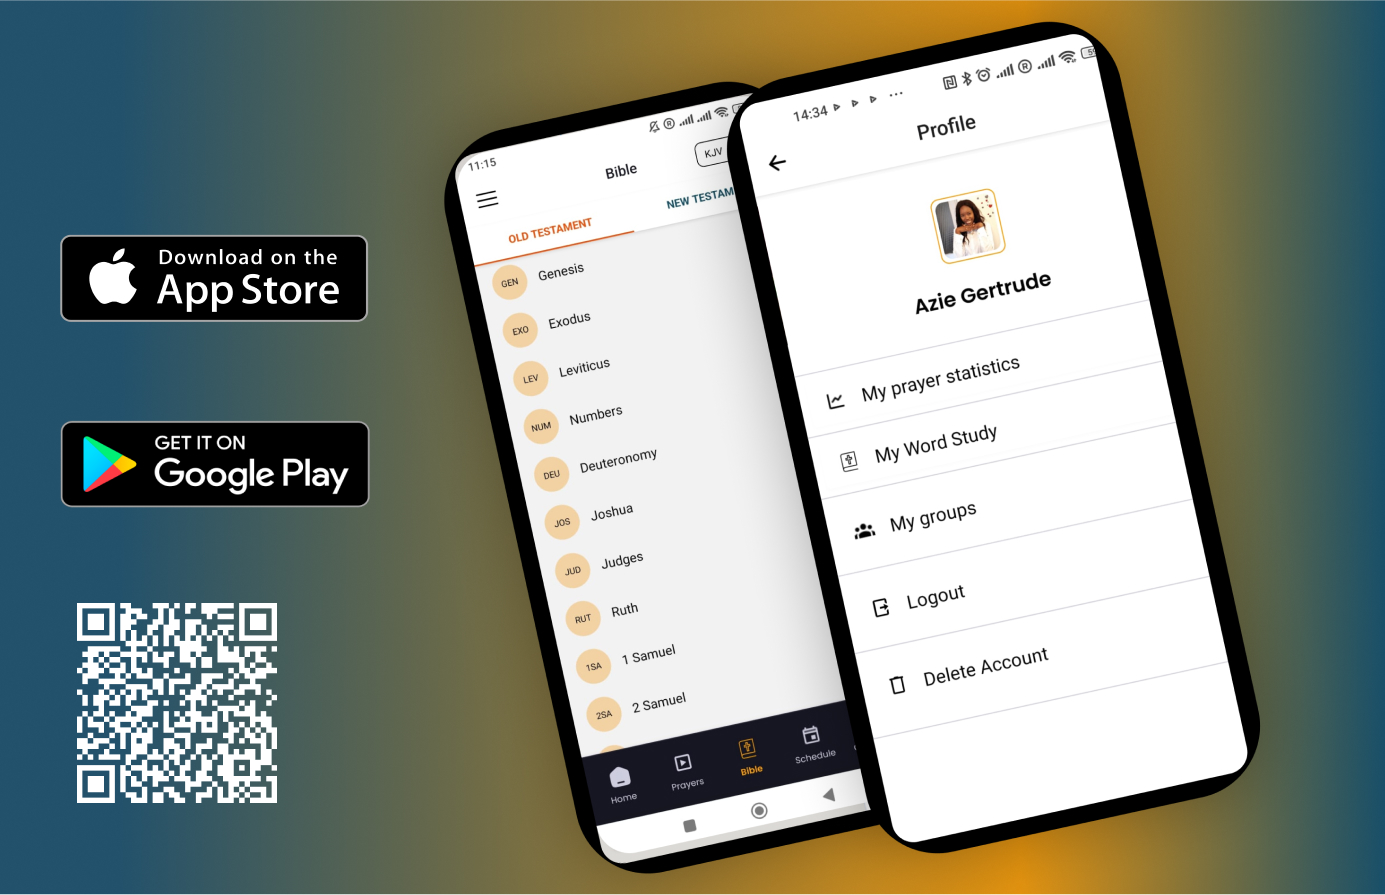 Download on the
App Store
GET IT ON
Google Play
11:15
Bible
KJV
OLD TESTAMENT
NEW TESTAM
GEN Genesis
EXO Exodus
LEV Leviticus
NUM Numbers
DEU Deuteronomy
JOS Joshua
JUD Judges
RUT Ruth
1SA 1 Samuel
2SA 2 Samuel
Home
Prayers
Bible
Schedule
14:34
Profile
Azie Gertrude
My prayer statistics
My Word Study
My groups
Logout
Delete Account